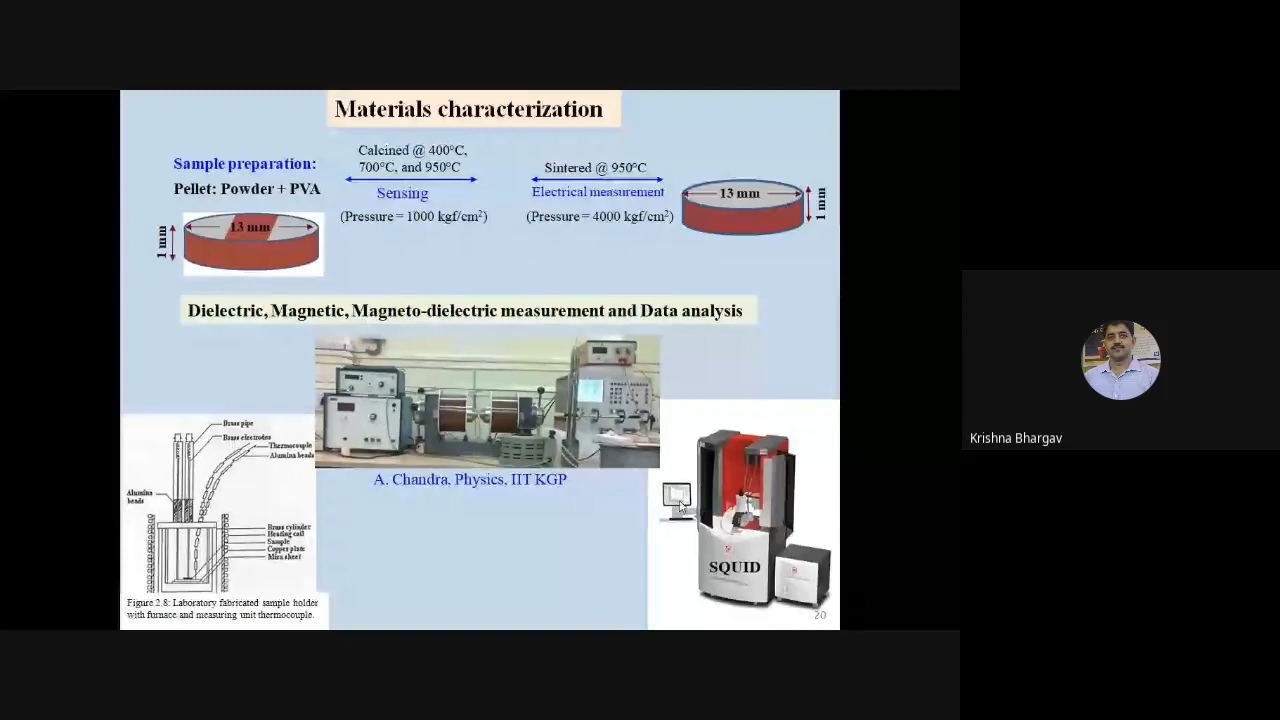 Materials characterization
Sample preparation:
Pellet: Powder + PVA
Calcined @ 400°C,
700°C, and 950°C
Sensing
(Pressure = 1000 kgf/cm²)
Sintered @ 950°C
Electrical measurement
(Pressure = 4000 kgf/cm²)
13 mm
1 mm
13 mm
1 mm
Dielectric, Magnetic, Magneto-dielectric measurement and Data analysis
A. Chandra, Physics, IIT KGP
Brass pipe
Brass electrodes
Thermocouple
Alumina beads
Alumina
beads
Brass cylinder
Heating coil
Sample
Copper plate
Mica sheet
Figure 2.8: Laboratory fabricated sample holder
with furnace and measuring unit thermocouple.
SQUID
20
Krishna Bhargav